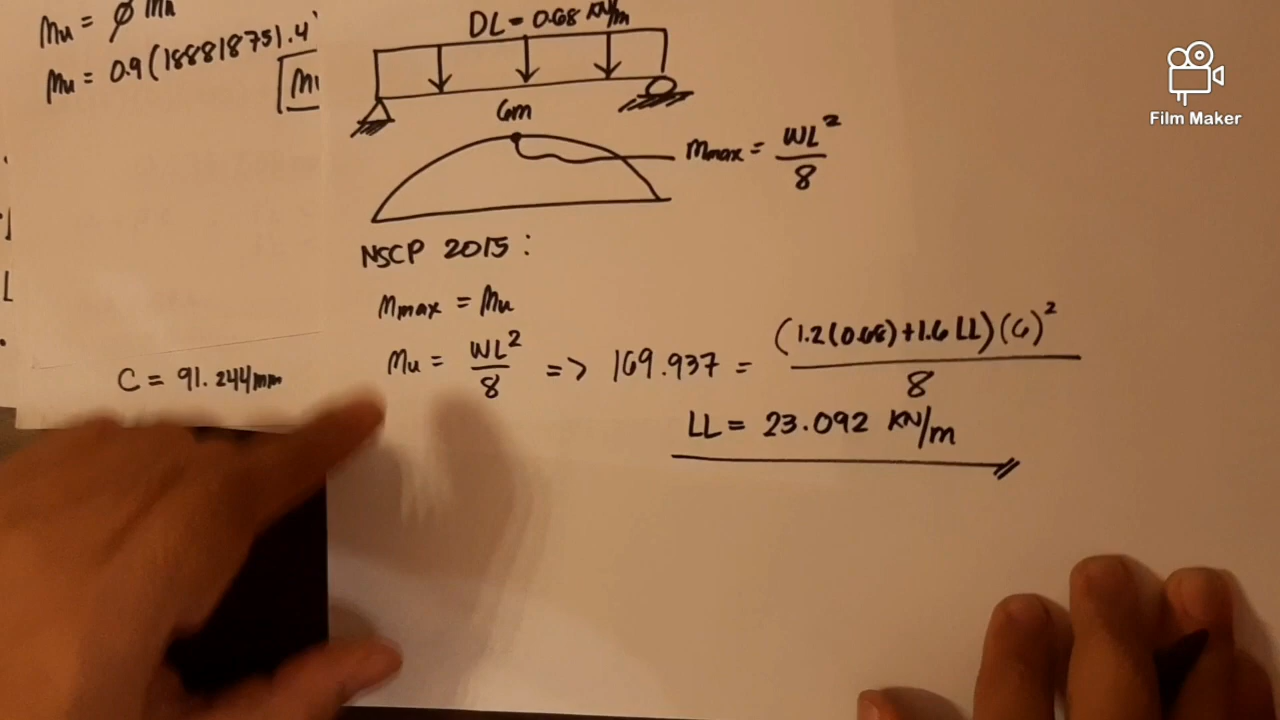 Mu = φ Mn
Mu = 0.9 (188818751.4
DL = 0.68 KN/m
6m
Mmax = WL²/8
NSCP 2015 :
Mmax = Mu
Mu = WL²/8 => 169.937 = (1.2(0.68)+1.6 LL)(6)²/8
LL = 23.092 KN/m
C = 91.244mm
Film Maker